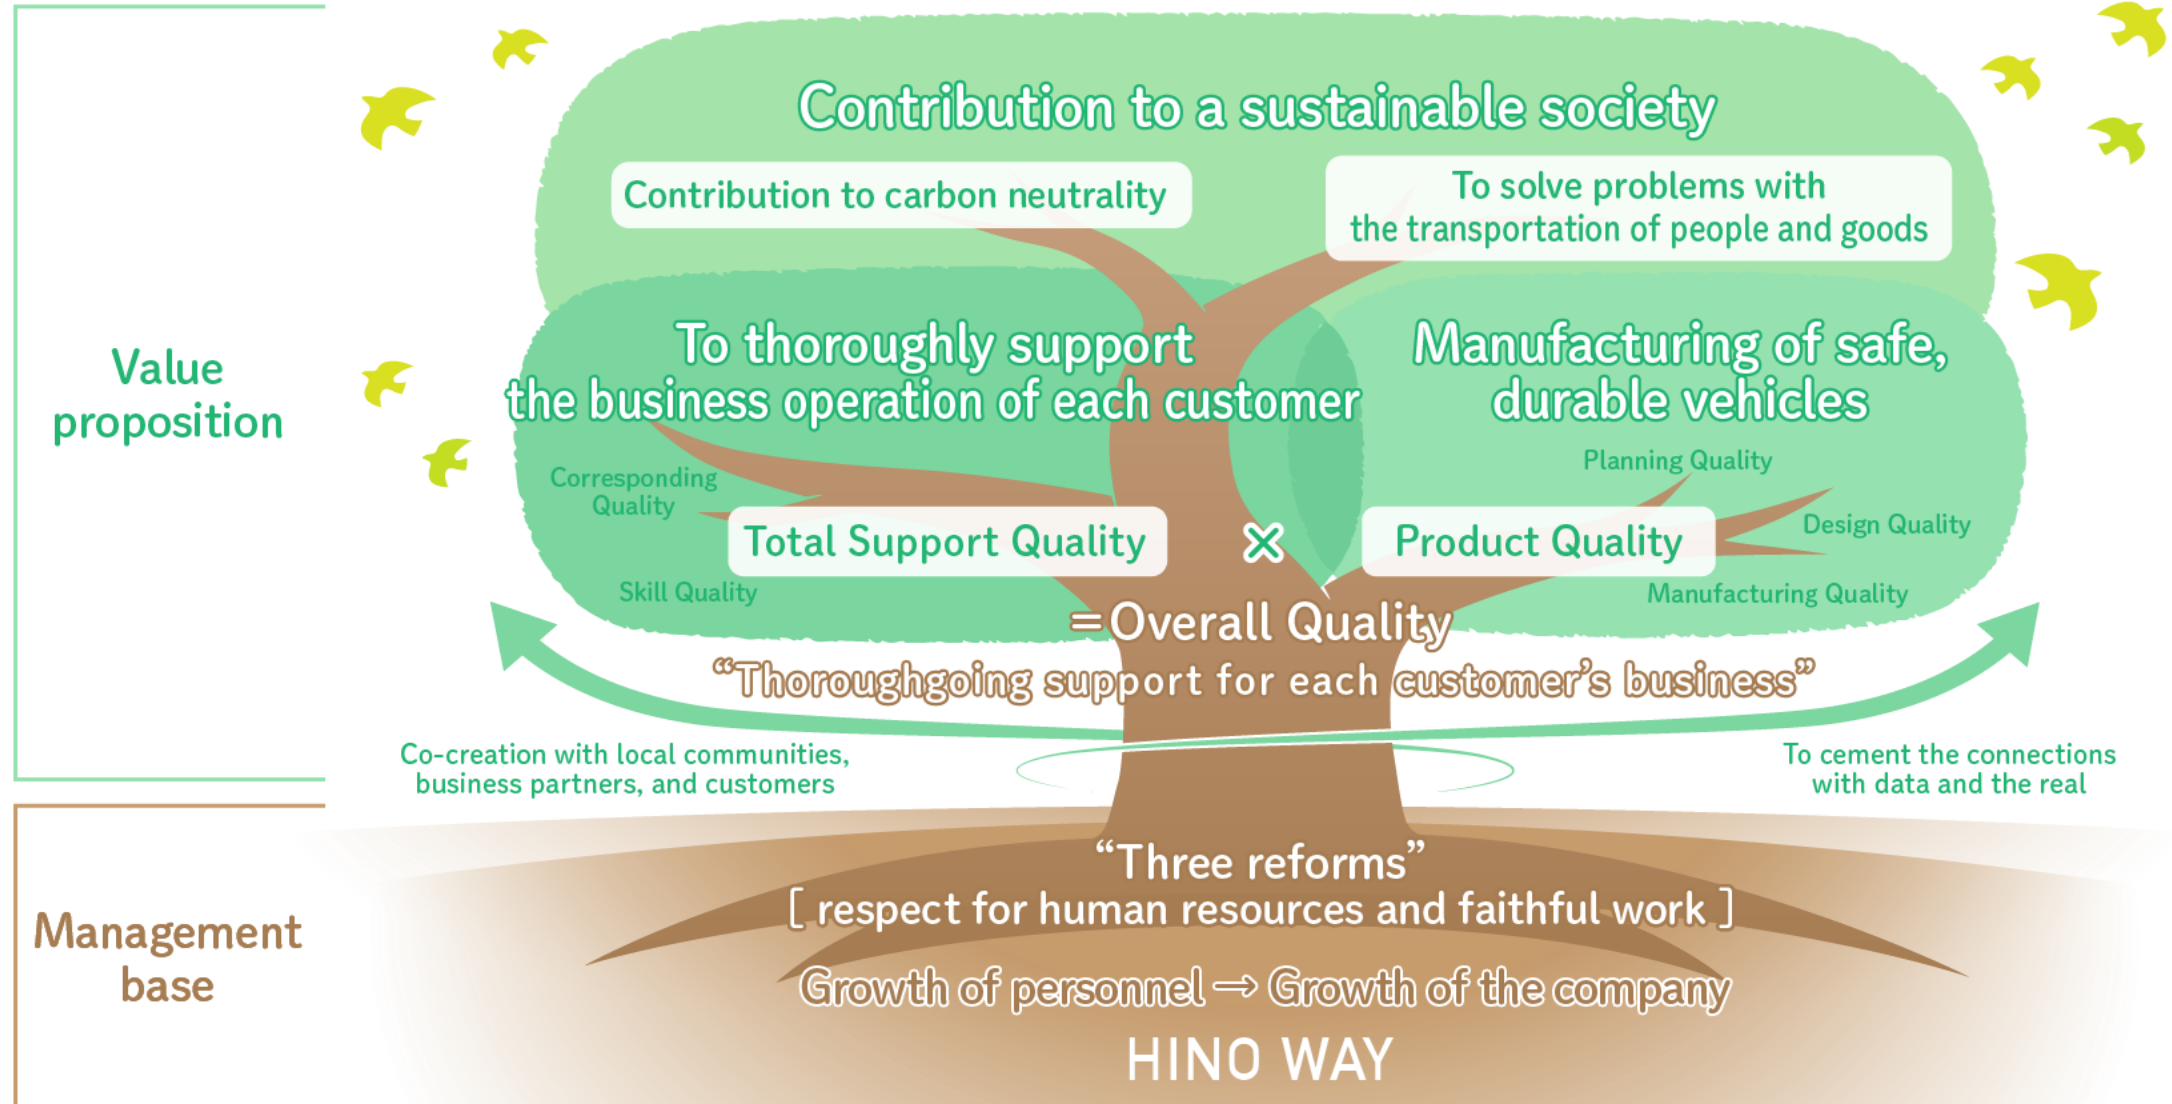 Contribution to a sustainable society
Contribution to carbon neutrality
To solve problems with
the transportation of people and goods
Value
proposition
To thoroughly support
the business operation of each customer
Manufacturing of safe,
durable vehicles
Corresponding
Quality
Total Support Quality
Skill Quality
×
Planning Quality
Product Quality
Design Quality
Manufacturing Quality
=Overall Quality
“Thoroughgoing support for each customer’s business”
Co-creation with local communities,
business partners, and customers
To cement the connections
with data and the real
Management
base
“Three reforms”
[ respect for human resources and faithful work ]
Growth of personnel → Growth of the company
HINO WAY